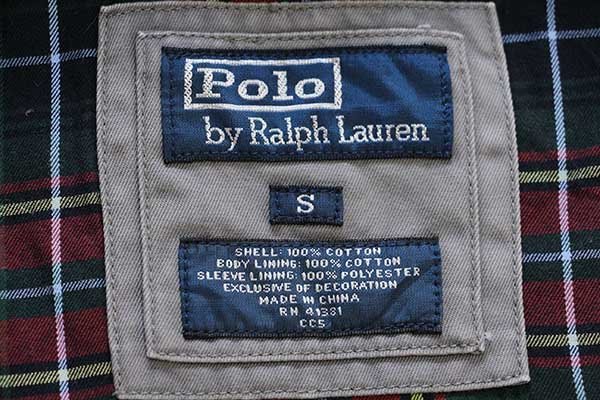 Polo
by Ralph Lauren
S
SHELL: 100% COTTON
BODY LINING: 100% COTTON
SLEEVE LINING: 100% POLYESTER
EXCLUSIVE OF DECORATION
MADE IN CHINA
RN 41381
CC5